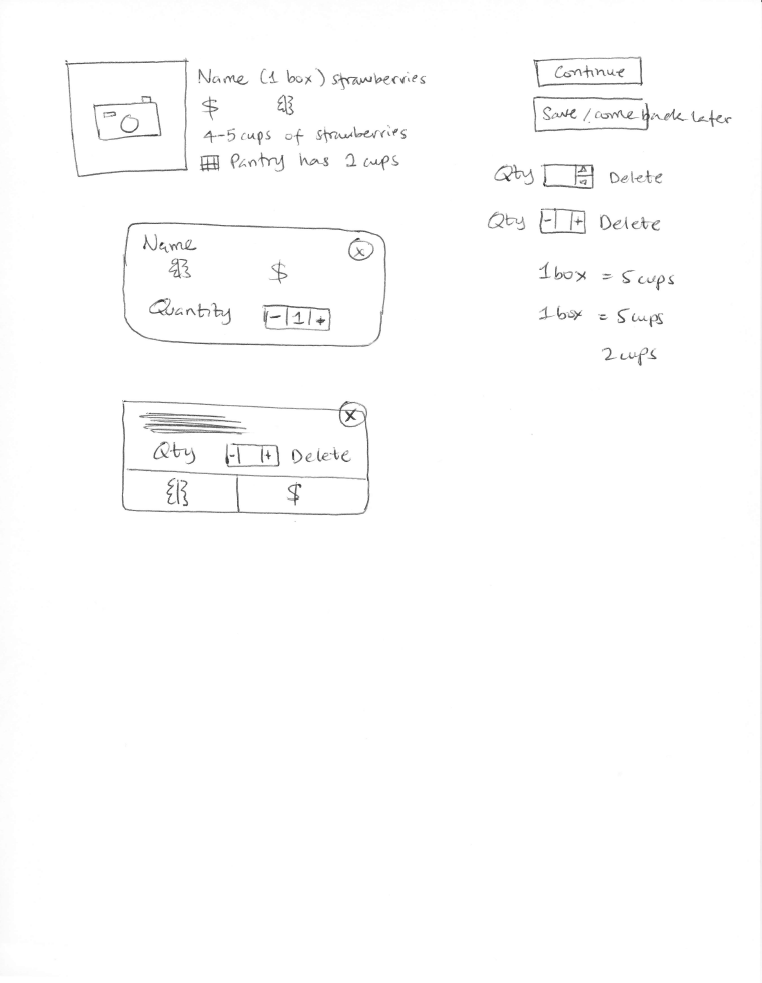 Name (1 box) strawberries
$
4-5 cups of strawberries
Pantry has 2 cups
Continue
Save / come back later
Qty Delete
Qty - + Delete
1 box = 5 cups
1 box = 5 cups
2 cups
Name x
$
Quantity - 1 +
x
Qty - + Delete
$